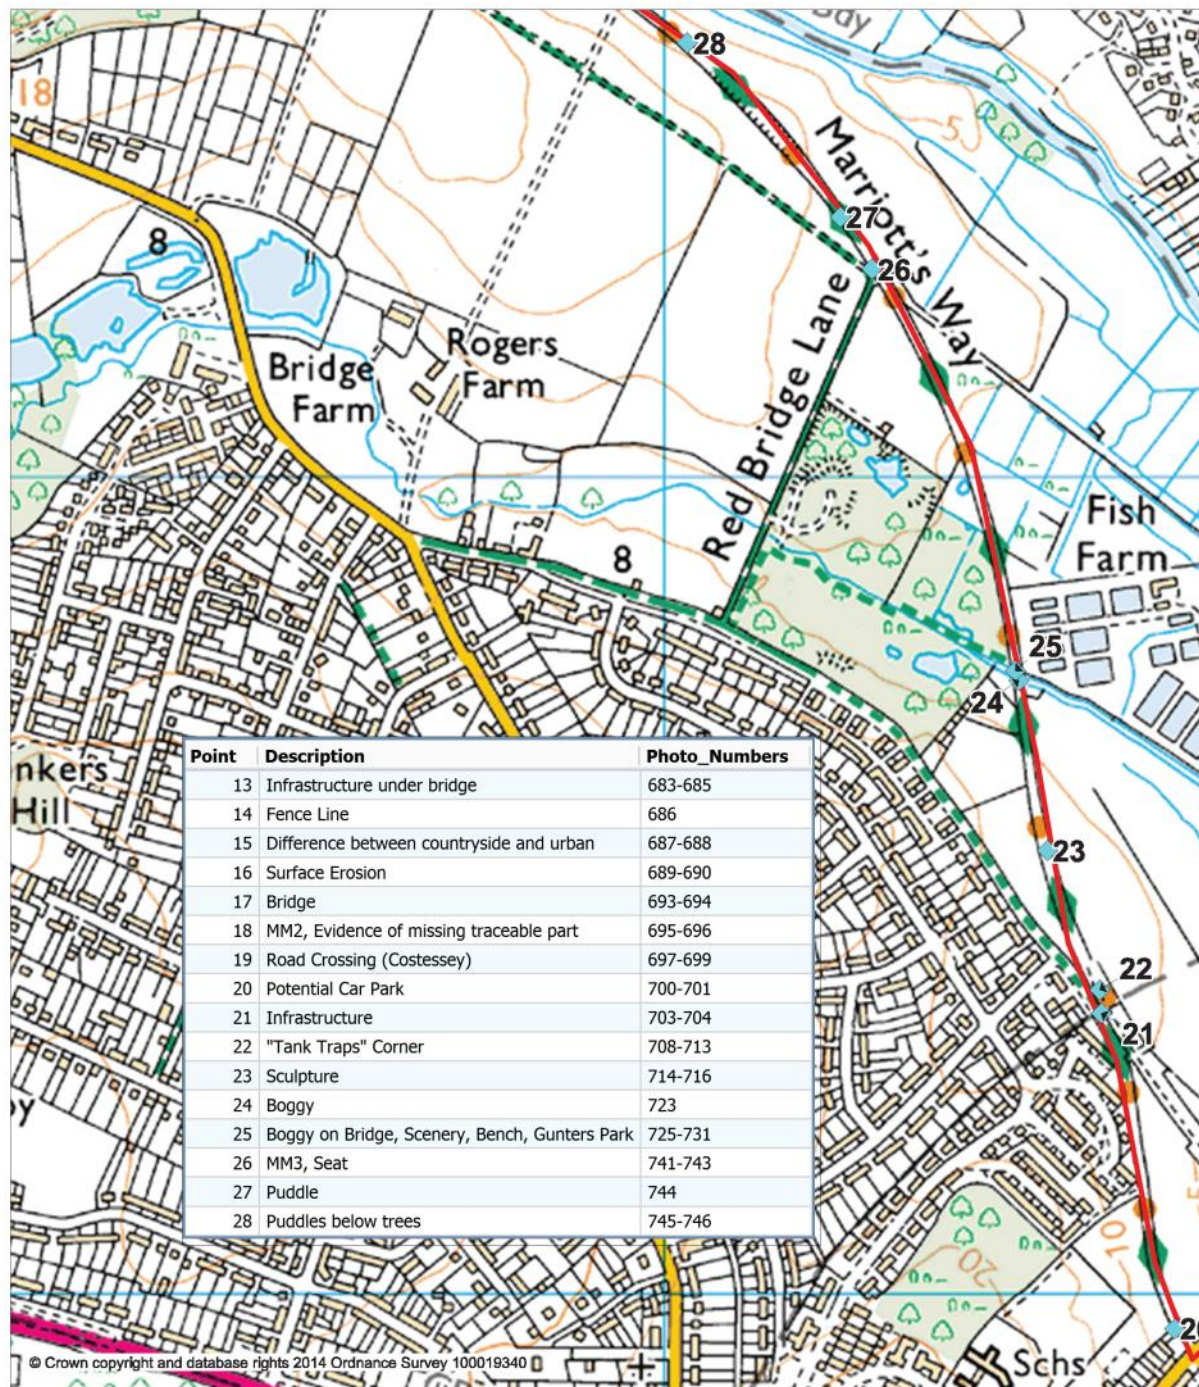 Bay
28
18
53
Marriott's Way
27
8
26
Rogers
Farm
Bridge
Farm
Red Bridge Lane
8
Fish
Farm
25
24
nkers
Hill
Point Description Photo_Numbers
13 Infrastructure under bridge 683-685
14 Fence Line 686
15 Difference between countryside and urban 687-688
16 Surface Erosion 689-690
17 Bridge 693-694
18 MM2, Evidence of missing traceable part 695-696
19 Road Crossing (Costessey) 697-699
20 Potential Car Park 700-701
21 Infrastructure 703-704
22 "Tank Traps" Corner 708-713
23 Sculpture 714-716
24 Boggy 723
25 Boggy on Bridge, Scenery, Bench, Gunters Park 725-731
26 MM3, Seat 741-743
27 Puddle 744
28 Puddles below trees 745-746
23
22
21
10
20
20
Schs
© Crown copyright and database rights 2014 Ordnance Survey 100019340